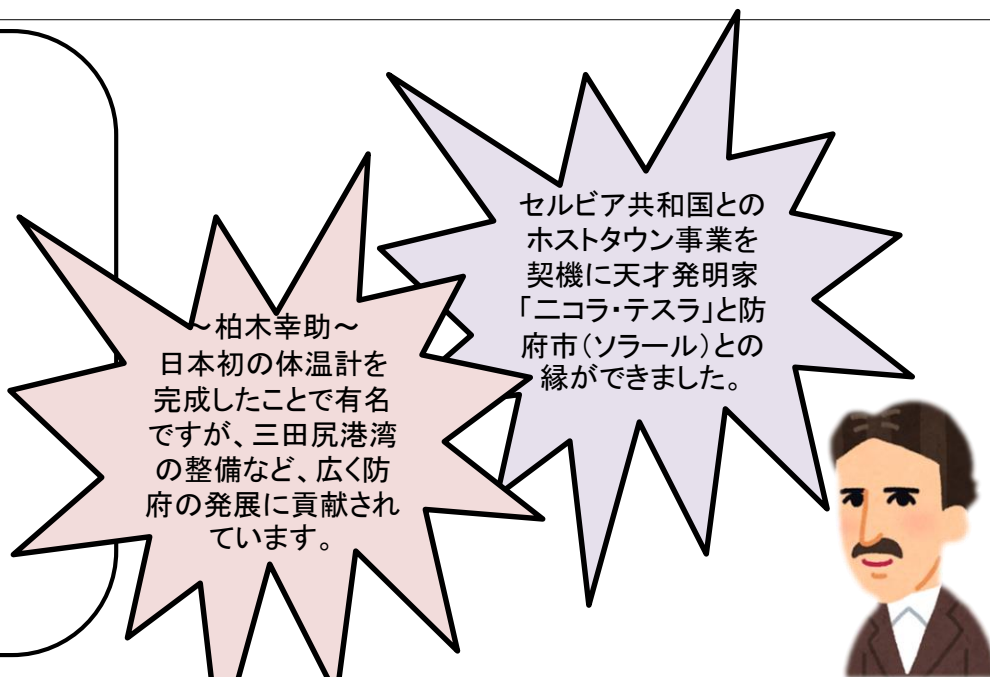 ～柏木幸助～
日本初の体温計を
完成したことで有名
ですが、三田尻港湾
の整備など、広く防
府の発展に貢献され
ています。
セルビア共和国との
ホストタウン事業を
契機に天才発明家
「ニコラ・テスラ」と防
府市（ソラール）との
縁ができました。